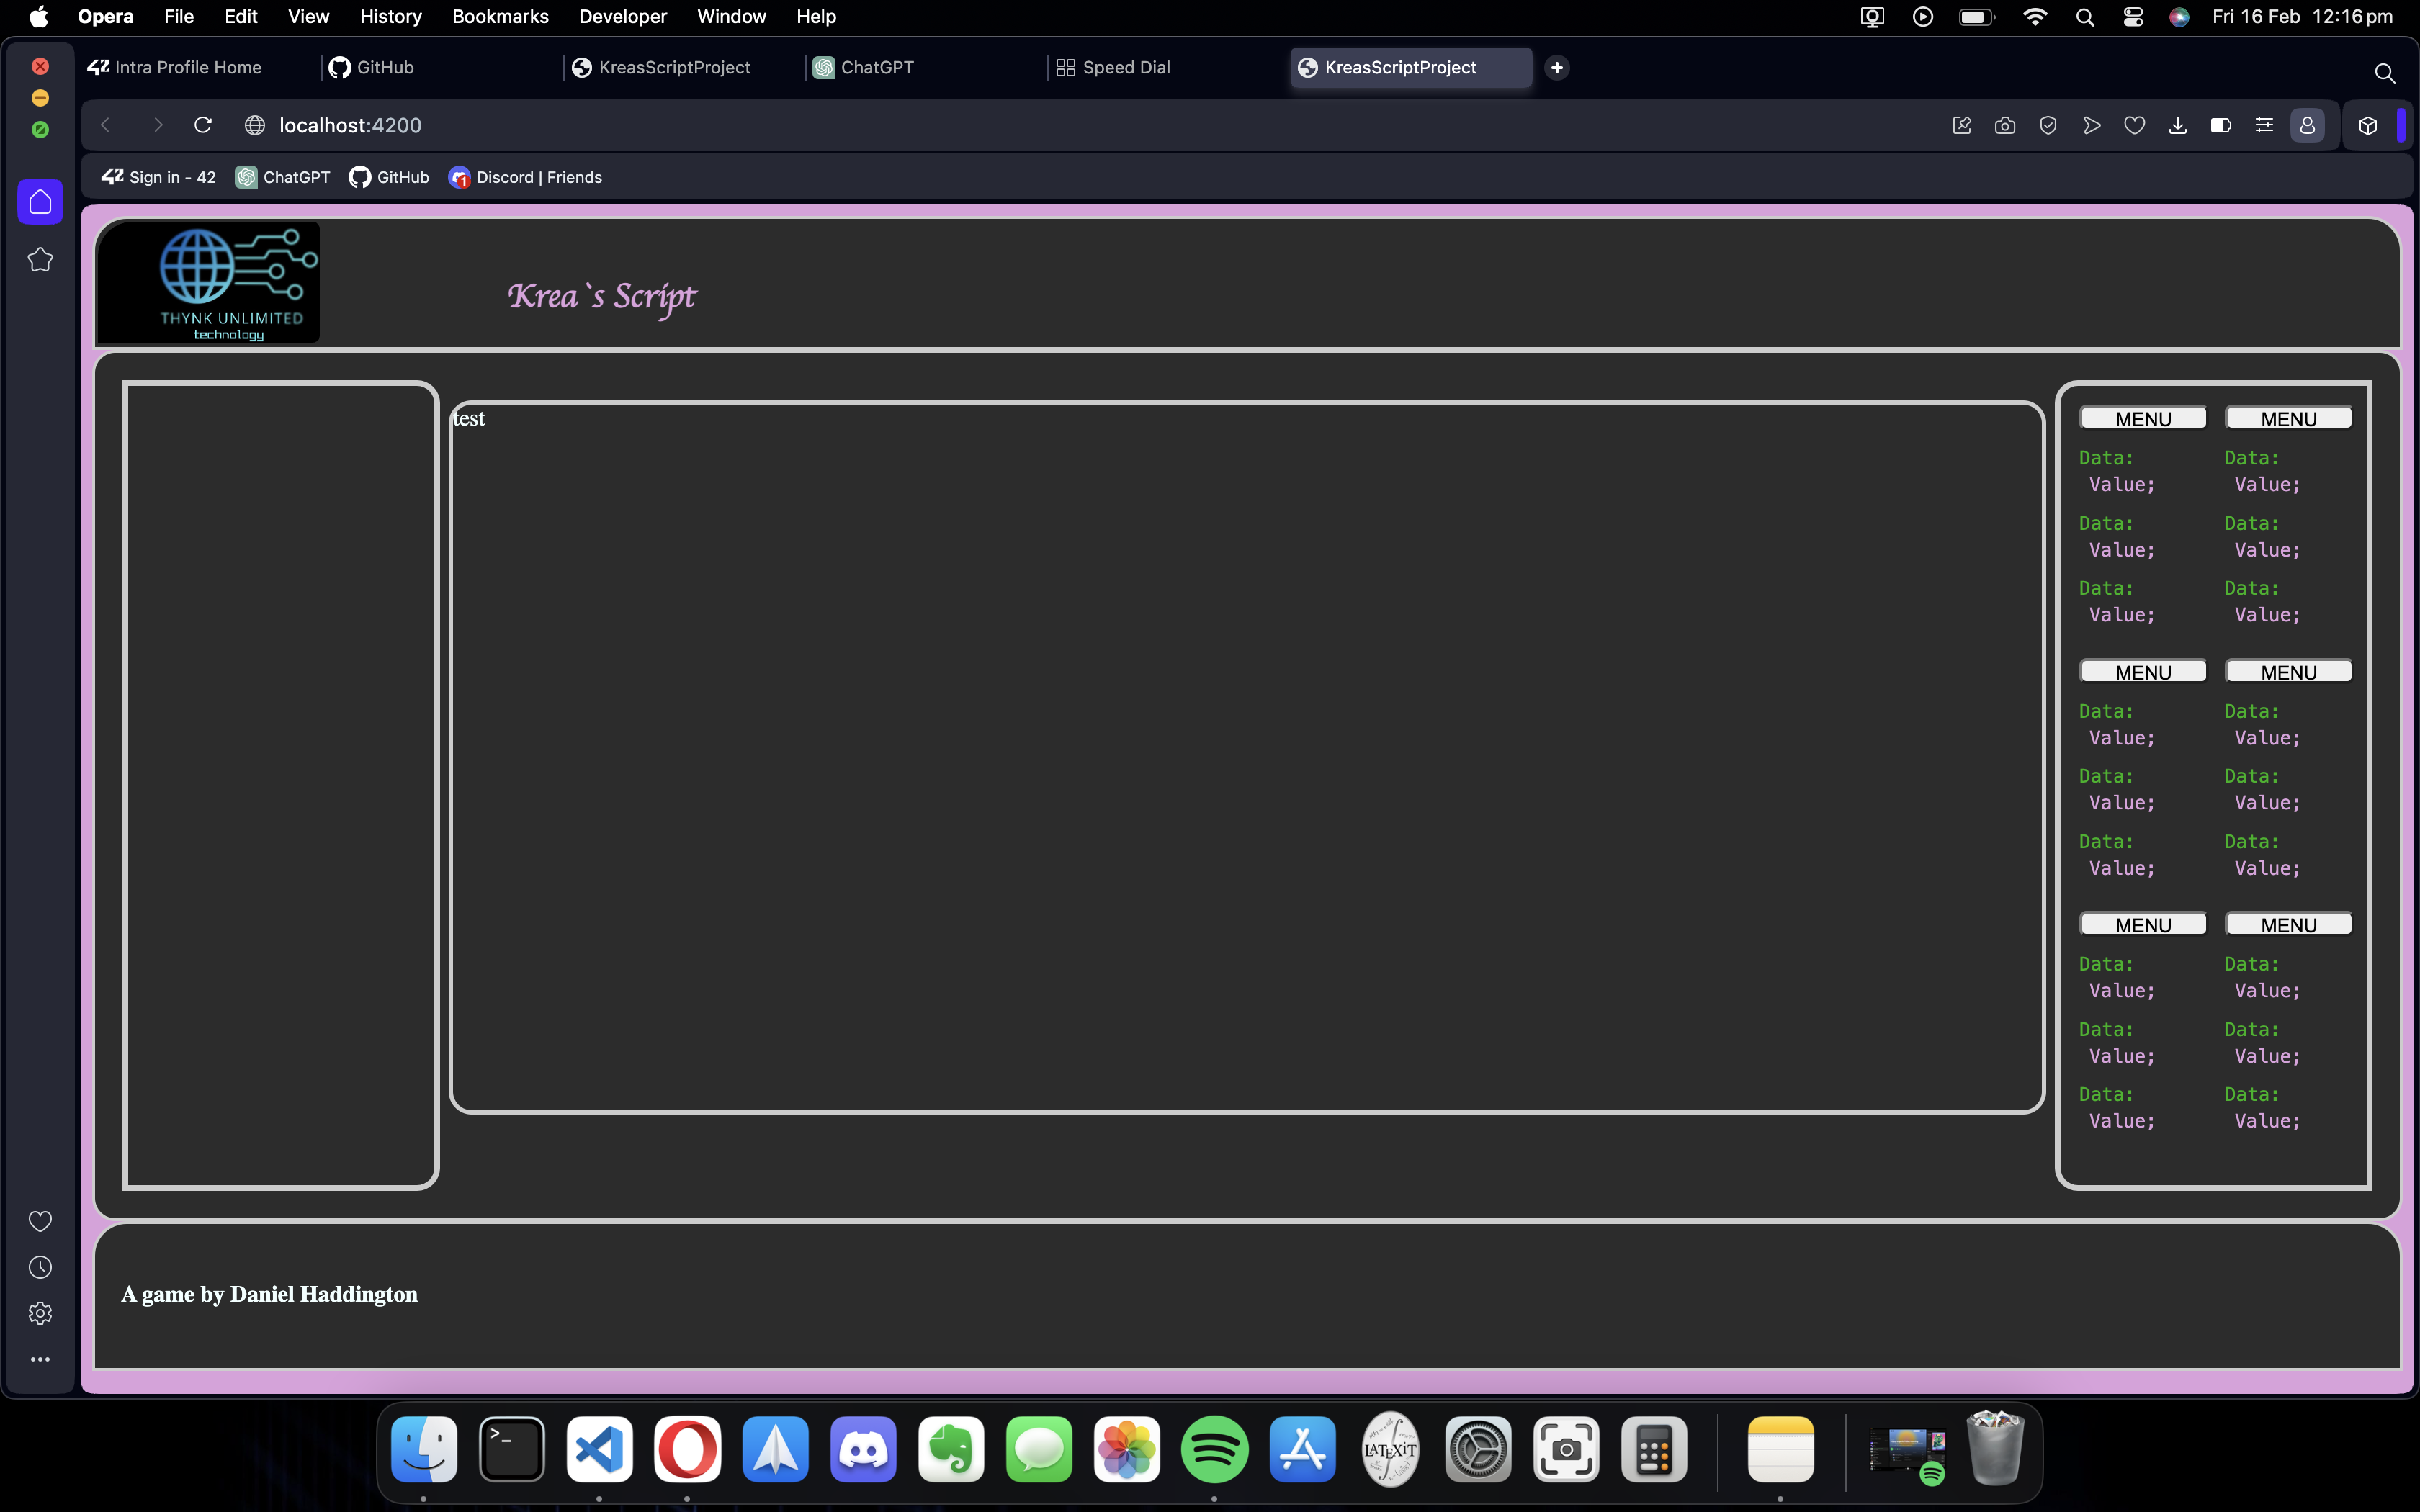 Opera File Edit View History Bookmarks Developer Window Help Fri 16 Feb 12:16 pm
42 Intra Profile Home GitHub KreasScriptProject ChatGPT Speed Dial KreasScriptProject
localhost:4200
42 Sign in - 42 ChatGPT GitHub 1 Discord | Friends
THYNK UNLIMITED
technology
Krea`s Script
test
MENU MENU
Data: Data:
Value; Value;
Data: Data:
Value; Value;
Data: Data:
Value; Value;
MENU MENU
Data: Data:
Value; Value;
Data: Data:
Value; Value;
Data: Data:
Value; Value;
MENU MENU
Data: Data:
Value; Value;
Data: Data:
Value; Value;
Data: Data:
Value; Value;
A game by Daniel Haddington
>_
LATEXiT